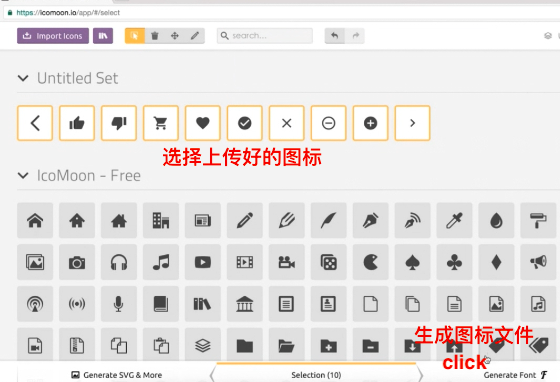 https://icomoon.io/app/#/select
Import Icons
search...
Untitled Set
选择上传好的图标
IcoMoon - Free
生成图标文件
click
Generate SVG & More
Selection (10)
Generate Font